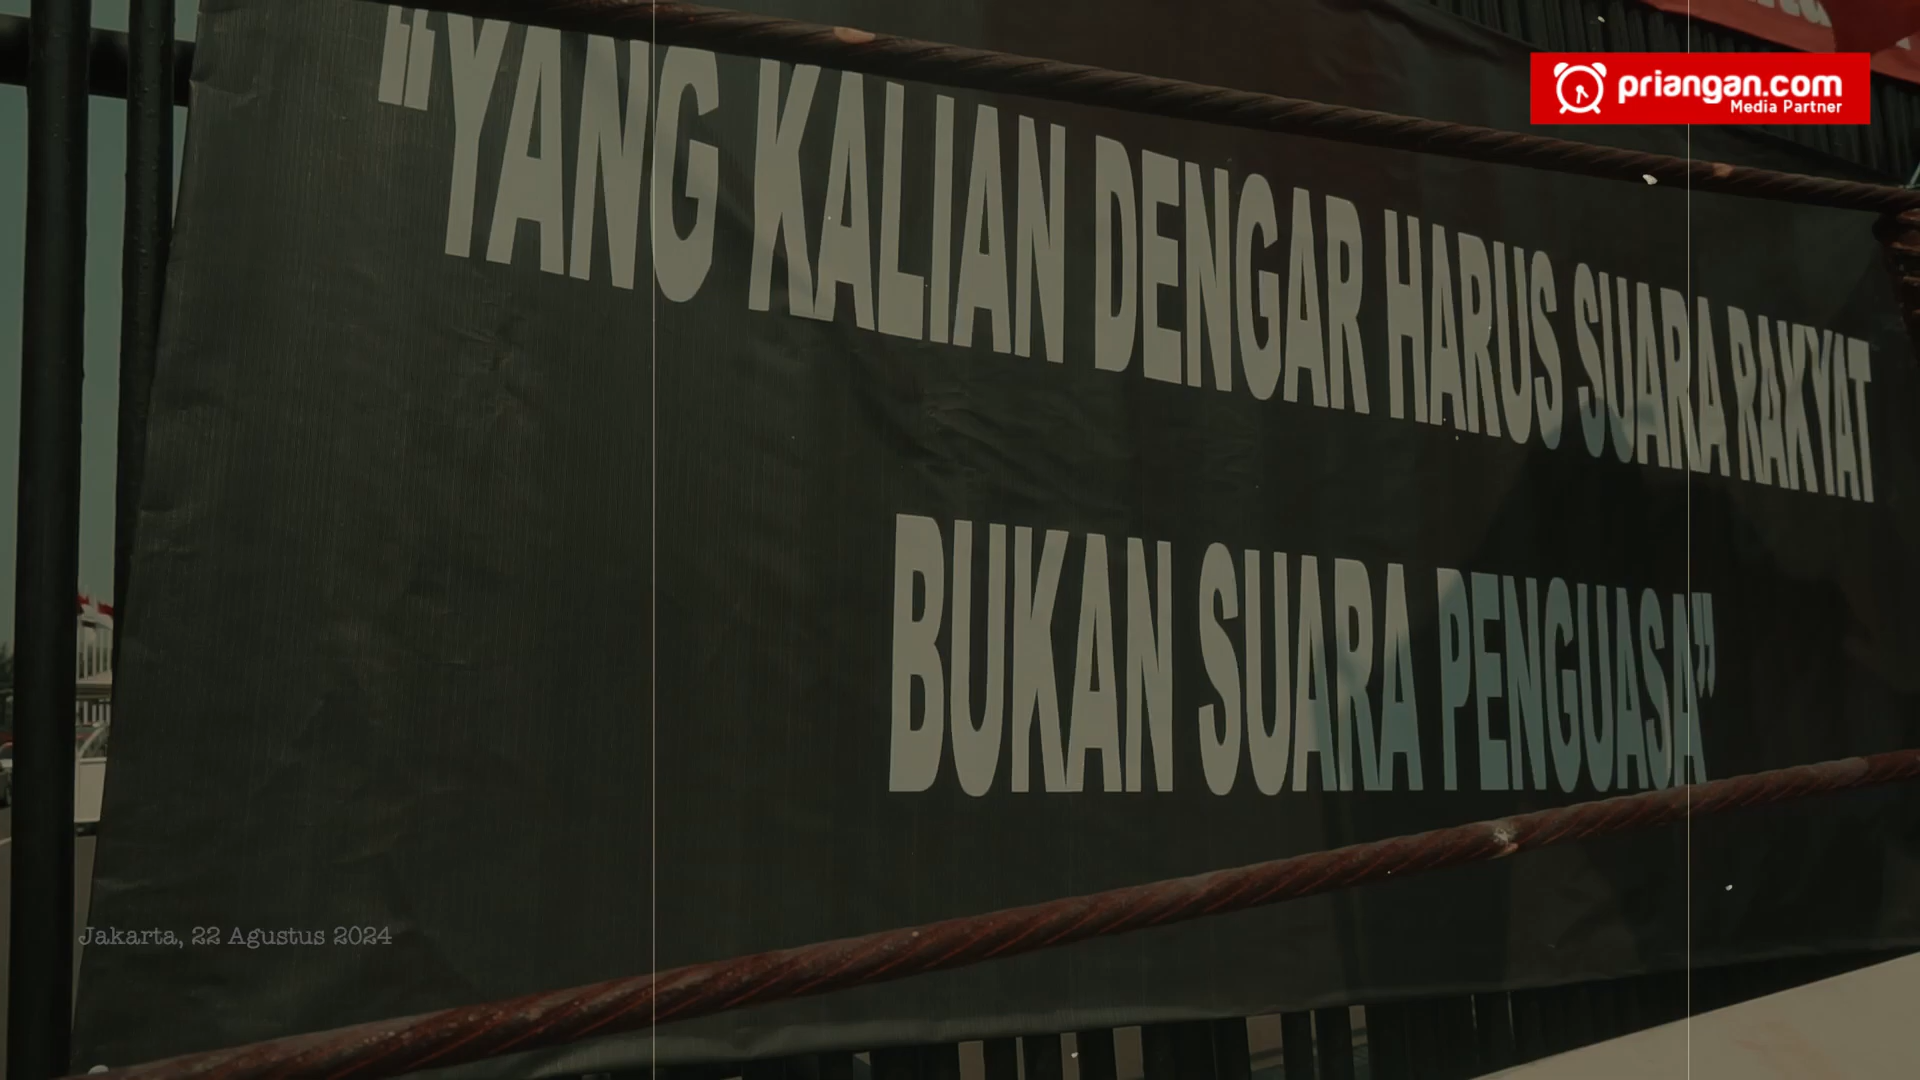 “YANG KALIAN DENGAR HARUS SUARA RAKYAT
BUKAN SUARA PENGUASA”
priangan.com
Media Partner
Jakarta, 22 Agustus 2024